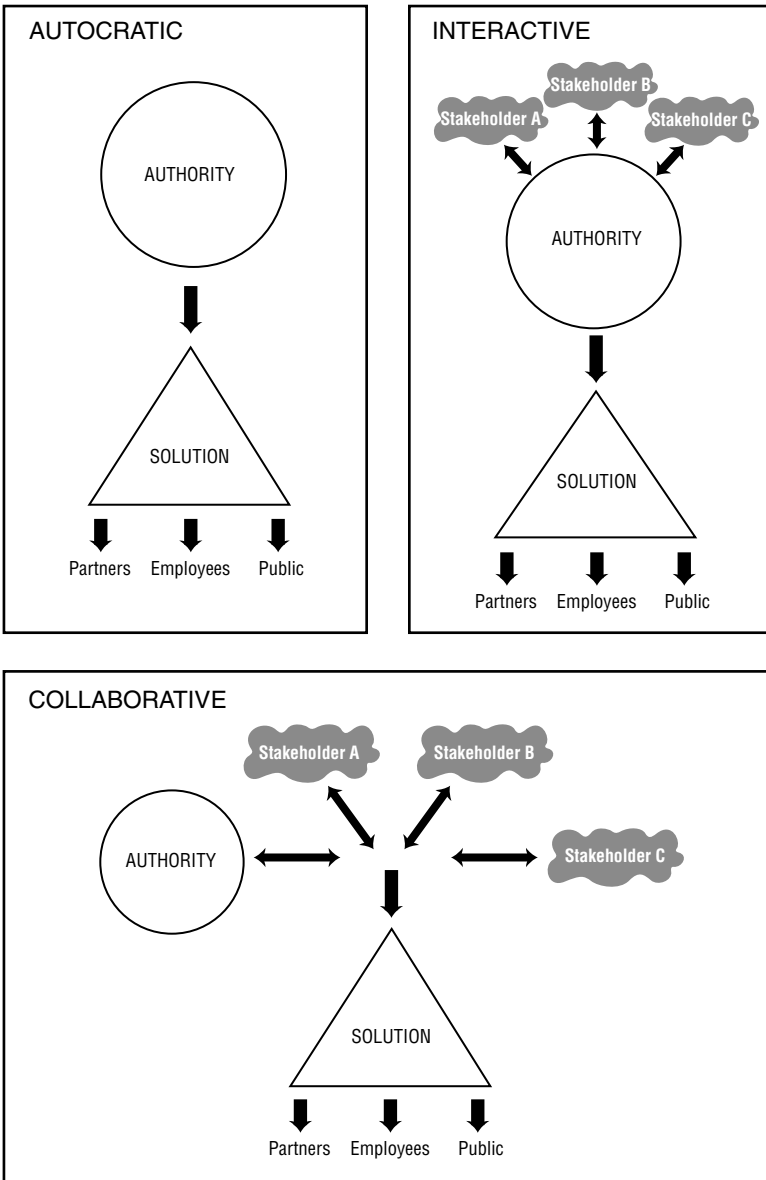 AUTOCRATIC
AUTHORITY
SOLUTION
Partners Employees Public
INTERACTIVE
Stakeholder A
Stakeholder B
Stakeholder C
AUTHORITY
SOLUTION
Partners Employees Public
COLLABORATIVE
Stakeholder A
Stakeholder B
AUTHORITY
Stakeholder C
SOLUTION
Partners Employees Public